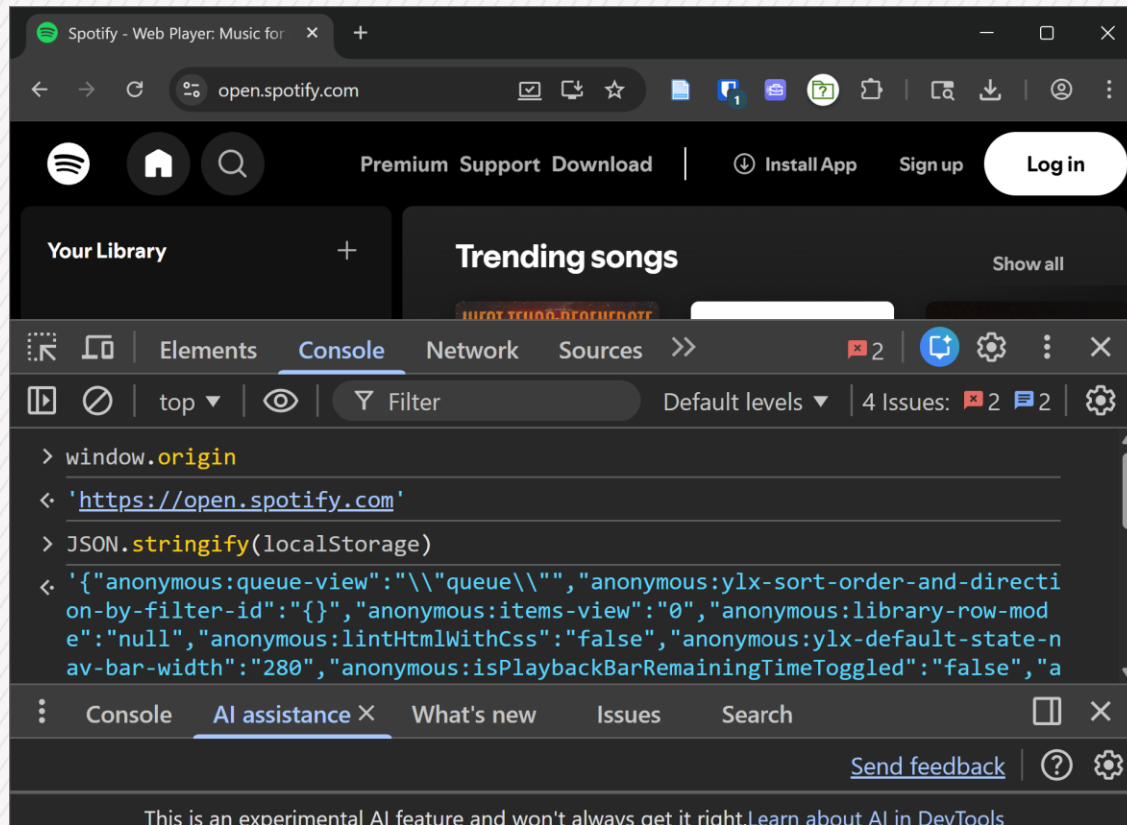 Spotify - Web Player: Music for
open.spotify.com
1
Premium Support Download
Install App
Sign up
Log in
Your Library
Trending songs
Show all
Elements Console Network Sources
2
top
Filter
Default levels
4 Issues: 2 2
window.origin
'https://open.spotify.com'
JSON.stringify(localStorage)
'{"anonymous:queue-view":"\\"queue\\"","anonymous:ylx-sort-order-and-directi
on-by-filter-id":"{}","anonymous:items-view":"0","anonymous:library-row-mod
e":"null","anonymous:lintHtmlWithCss":"false","anonymous:ylx-default-state-n
av-bar-width":"280","anonymous:isPlaybackBarRemainingTimeToggled":"false","a
Console AI assistance What's new Issues Search
Send feedback
This is an experimental AI feature and won't always get it right. Learn about AI in DevTools